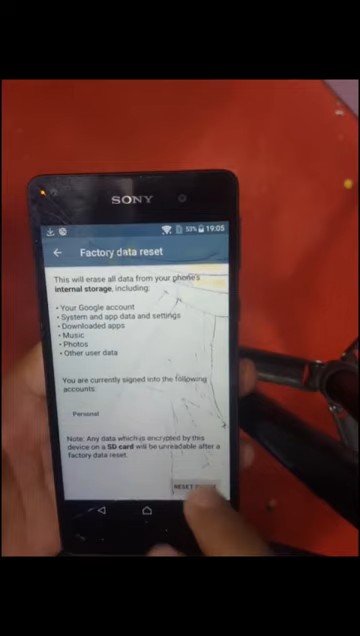 SONY
53% 19:05
Factory data reset
This will erase all data from your phone's
internal storage, including:
• Your Google account
• System and app data and settings
• Downloaded apps
• Music
• Photos
• Other user data
You are currently signed into the following
accounts:
Personal
Note: Any data which is encrypted by this
device on a SD card will be unreadable after a
factory data reset.
RESET